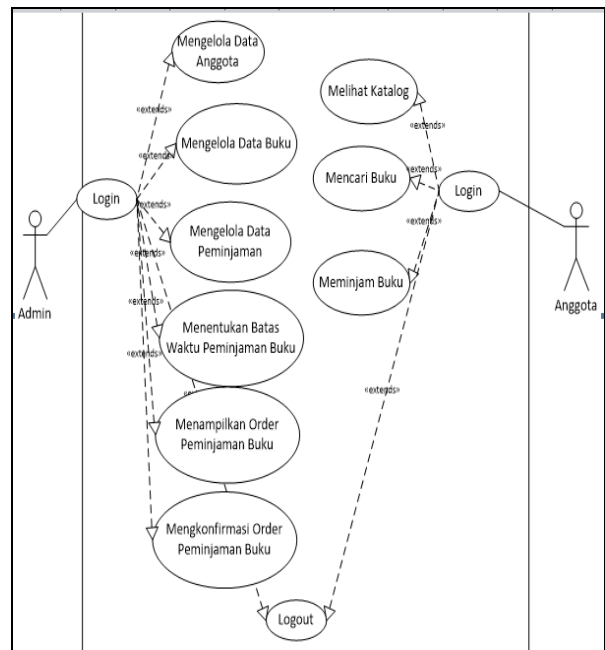 Mengelola Data
Anggota
Melihat Katalog
«extends»
«extends»
Mengelola Data Buku
«extends»
«extends»
Mencari Buku
Login
Login
«extends»
«extends»
Mengelola Data
Peminjaman
«extends»
Admin
Meminjam Buku
Anggota
Menentukan Batas
Waktu Peminjaman Buku
«extends»
«extends»
Menampilkan Order
Peminjaman Buku
Mengkonfirmasi Order
Peminjaman Buku
Logout